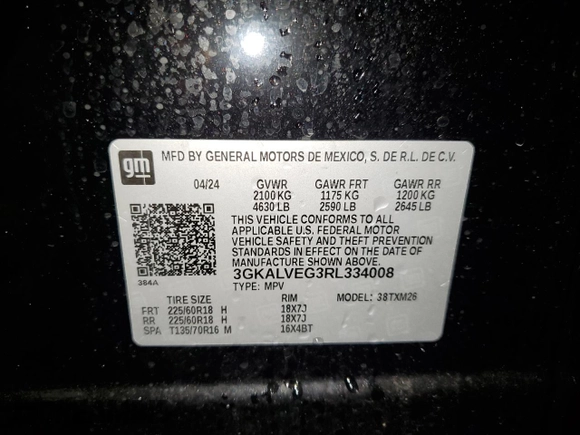 gm
MFD BY GENERAL MOTORS DE MEXICO, S. DE R.L. DE C.V.
04/24 GVWR GAWR FRT GAWR RR
2100 KG 1175 KG 1200 KG
4630 LB 2590 LB 2645 LB
THIS VEHICLE CONFORMS TO ALL
APPLICABLE U.S. FEDERAL MOTOR
VEHICLE SAFETY AND THEFT PREVENTION
STANDARDS IN EFFECT ON THE DATE OF
MANUFACTURE SHOWN ABOVE.
384A
3GKALVEG3RL334008
TYPE: MPV
TIRE SIZE RIM MODEL: 38TXM26
FRT 225/60R18 H 18X7J
RR 225/60R18 H 18X7J
SPA T135/70R16 M 16X4BT